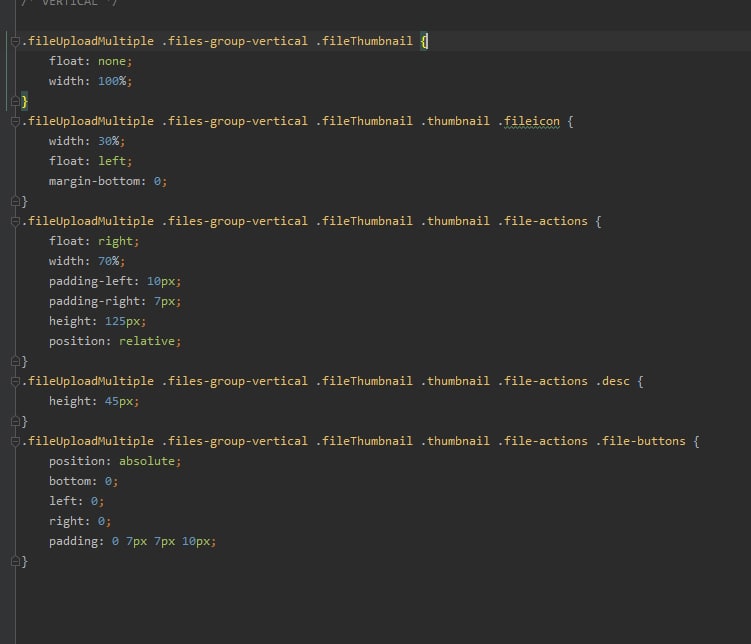 /* VERTICAL */
.fileUploadMultiple .files-group-vertical .fileThumbnail {
    float: none;
    width: 100%;
}
.fileUploadMultiple .files-group-vertical .fileThumbnail .thumbnail .fileicon {
    width: 30%;
    float: left;
    margin-bottom: 0;
}
.fileUploadMultiple .files-group-vertical .fileThumbnail .thumbnail .file-actions {
    float: right;
    width: 70%;
    padding-left: 10px;
    padding-right: 7px;
    height: 125px;
    position: relative;
}
.fileUploadMultiple .files-group-vertical .fileThumbnail .thumbnail .file-actions .desc {
    height: 45px;
}
.fileUploadMultiple .files-group-vertical .fileThumbnail .thumbnail .file-actions .file-buttons {
    position: absolute;
    bottom: 0;
    left: 0;
    right: 0;
    padding: 0 7px 7px 10px;
}